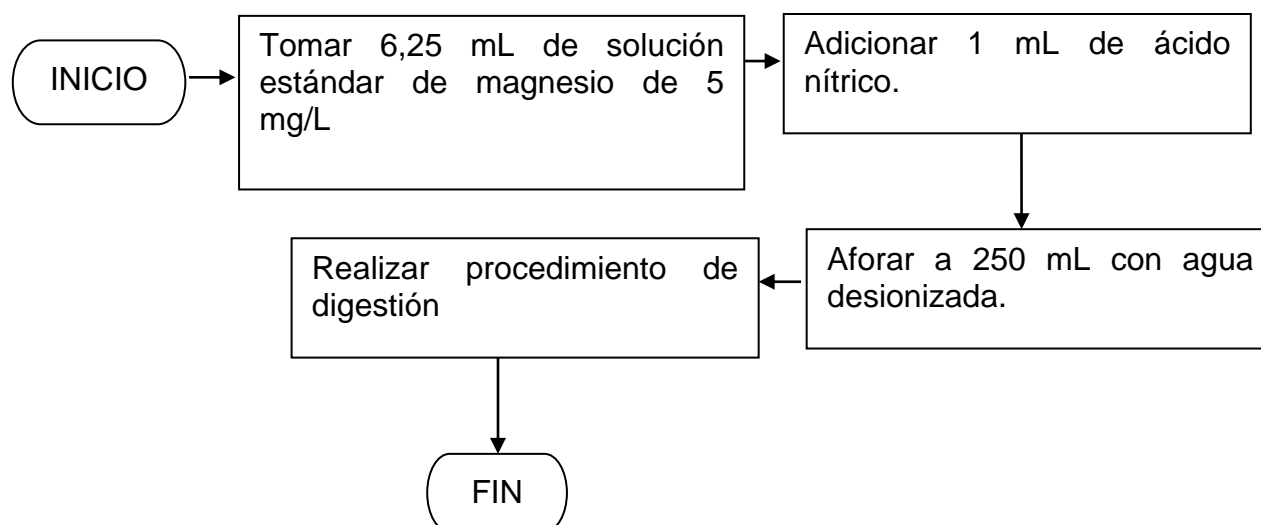 INICIO
Tomar 6,25 mL de solución
estándar de magnesio de 5
mg/L
Adicionar 1 mL de ácido
nítrico.
Aforar a 250 mL con agua
desionizada.
Realizar procedimiento de
digestión
FIN